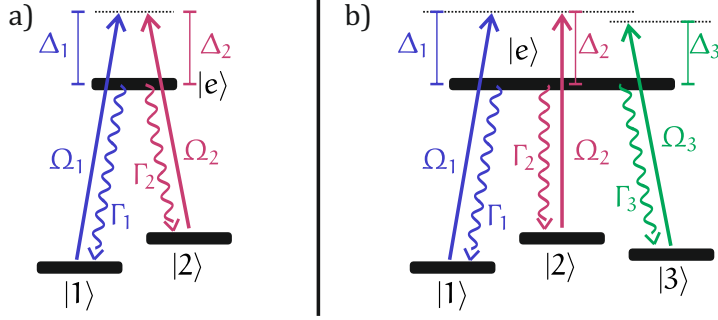 a)
Δ₁
Δ₂
|e⟩
Ω₁
Γ₂
Ω₂
Γ₁
|2⟩
|1⟩
b)
Δ₁
|e⟩
Δ₂
Δ₃
Ω₁
Γ₂
Ω₂
Ω₃
Γ₁
Γ₃
|1⟩
|2⟩
|3⟩